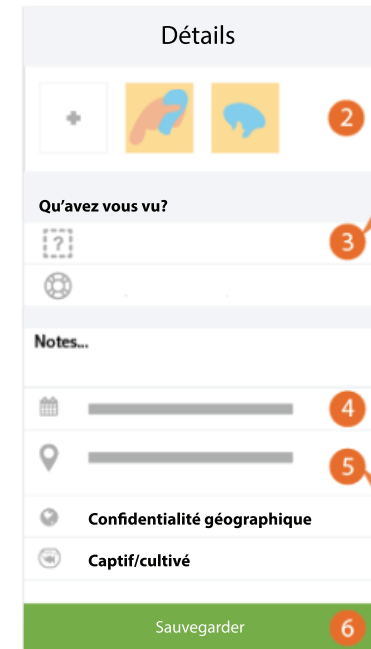 Détails
2
Qu'avez vous vu?
?
3
Notes...
4
5
Confidentialité géographique
Captif/cultivé
Sauvegarder
6